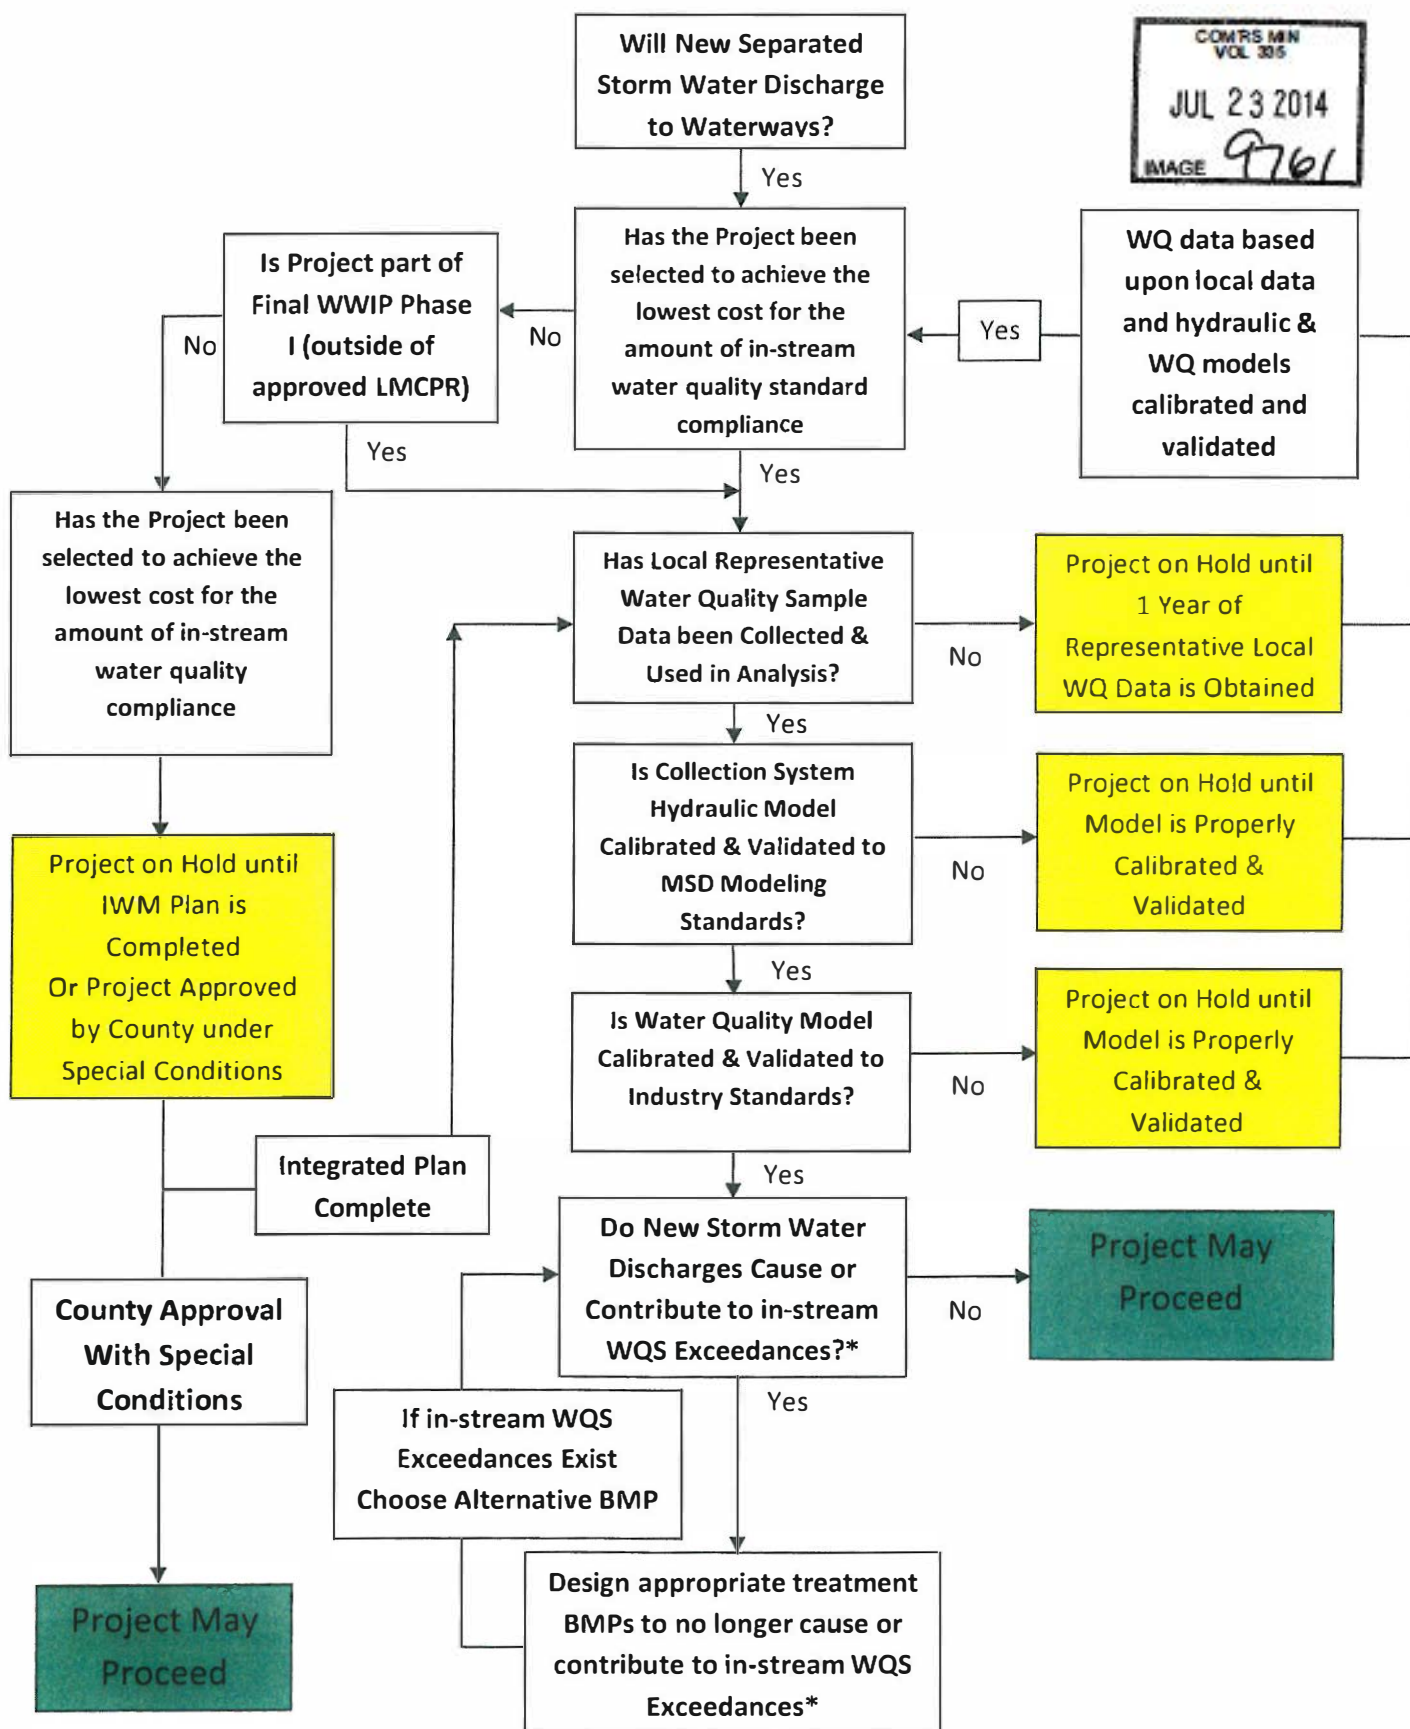 Will New Separated
Storm Water Discharge
to Waterways?
COM'RS MIN
VOL 335
JUL 23 2014
IMAGE 9761
Yes
Is Project part of
Final WWIP Phase
I (outside of
approved LMCPR)
Has the Project been
selected to achieve the
lowest cost for the
amount of in-stream
water quality standard
compliance
WQ data based
upon local data
and hydraulic &
WQ models
calibrated and
validated
Yes
No
No
Yes
Yes
Has the Project been
selected to achieve the
lowest cost for the
amount of in-stream
water quality
compliance
Has Local Representative
Water Quality Sample
Data been Collected &
Used in Analysis?
No
Project on Hold until
1 Year of
Representative Local
WQ Data is Obtained
Yes
Is Collection System
Hydraulic Model
Calibrated & Validated to
MSD Modeling
Standards?
No
Project on Hold until
Model is Properly
Calibrated &
Validated
Project on Hold until
IWM Plan is
Completed
Or Project Approved
by County under
Special Conditions
Yes
Is Water Quality Model
Calibrated & Validated to
Industry Standards?
No
Project on Hold until
Model is Properly
Calibrated &
Validated
Integrated Plan
Complete
Yes
Do New Storm Water
Discharges Cause or
Contribute to in-stream
WQS Exceedances?*
No
Project May
Proceed
County Approval
With Special
Conditions
Yes
If in-stream WQS
Exceedances Exist
Choose Alternative BMP
Project May
Proceed
Design appropriate treatment
BMPs to no longer cause or
contribute to in-stream WQS
Exceedances*